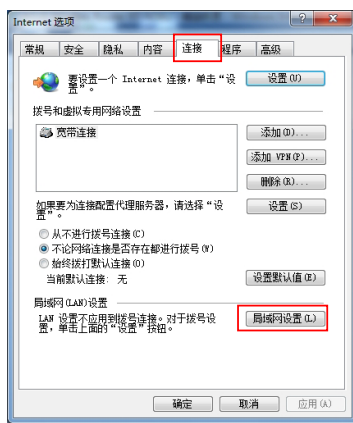 Internet 选项
常规 安全 隐私 内容 连接 程序 高级
要设置一个 Internet 连接，单击“设
置”。
设置(U)
拨号和虚拟专用网络设置
宽带连接
添加(D)...
添加 VPN(P)...
删除(R)...
如果要为连接配置代理服务器，请选择“设
置”。
设置(S)
从不进行拨号连接(C)
不论网络连接是否存在都进行拨号(W)
始终拨打默认连接(O)
当前默认连接: 无
设置默认值(E)
局域网(LAN)设置
LAN 设置不应用到拨号连接。对于拨号设
置，单击上面的“设置”按钮。
局域网设置(L)
确定 取消 应用(A)